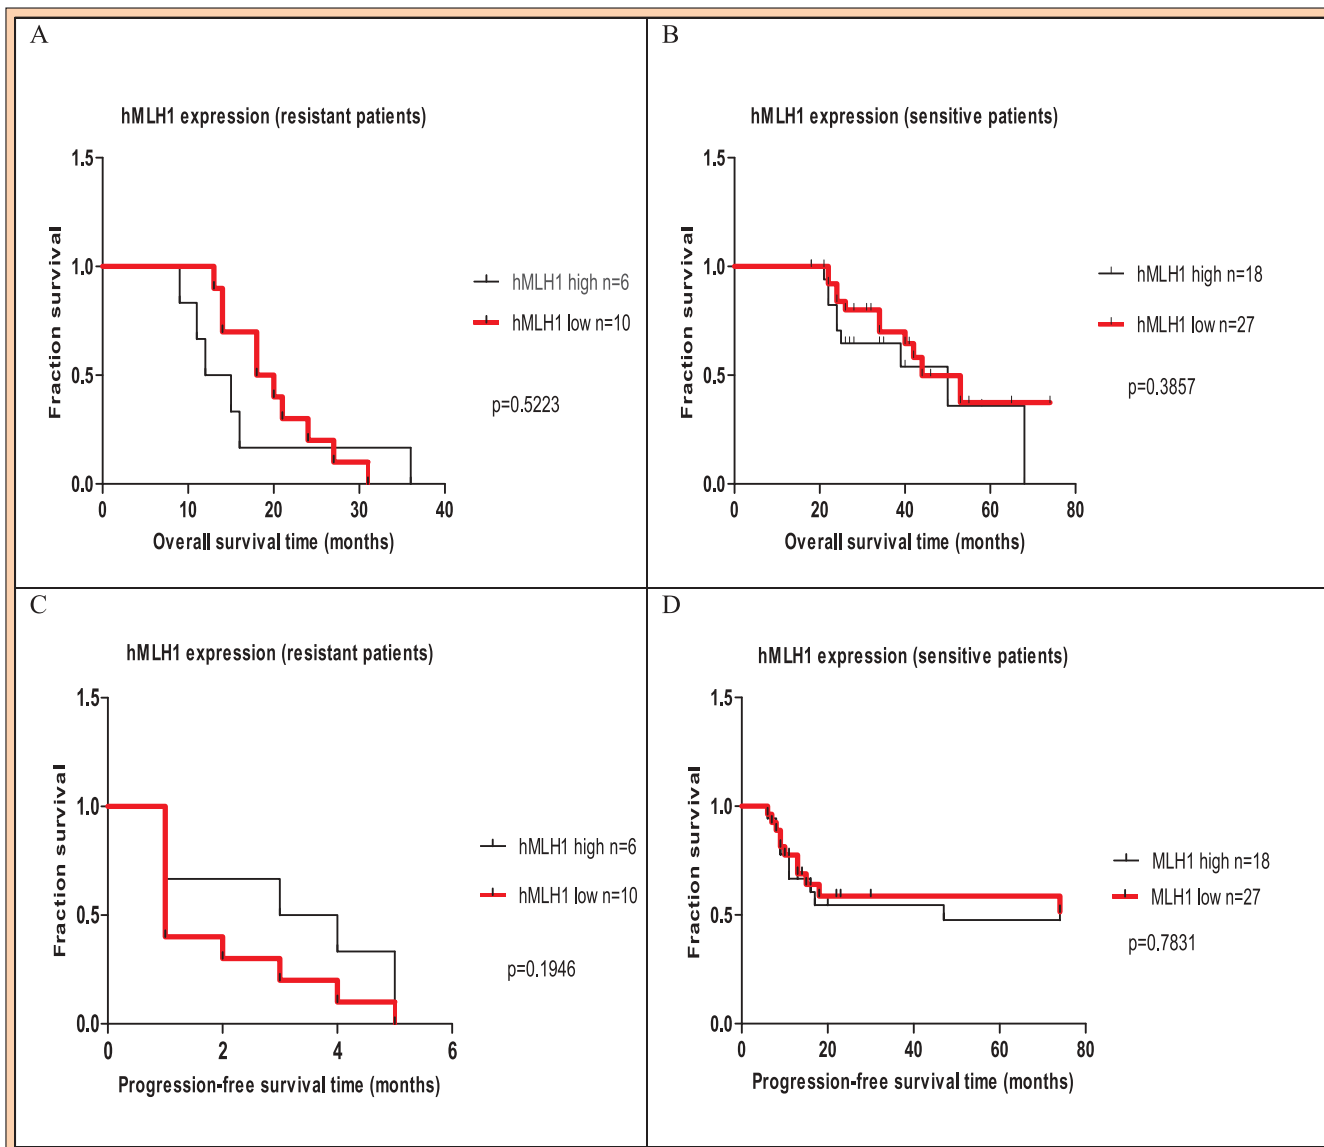 A
hMLH1 expression (resistant patients)
1.5
1.0
0.5
0.0
0 10 20 30 40
Fraction survival
Overall survival time (months)
hMLH1 high n=6
hMLH1 low n=10
p=0.5223
B
hMLH1 expression (sensitive patients)
1.5
1.0
0.5
0.0
0 20 40 60 80
Fraction survival
Overall survival time (months)
hMLH1 high n=18
hMLH1 low n=27
p=0.3857
C
hMLH1 expression (resistant patients)
1.5
1.0
0.5
0.0
0 2 4 6
Fraction survival
Progression-free survival time (months)
hMLH1 high n=6
hMLH1 low n=10
p=0.1946
D
hMLH1 expression (sensitive patients)
1.5
1.0
0.5
0.0
0 20 40 60 80
Fraction survival
Progression-free survival time (months)
MLH1 high n=18
MLH1 low n=27
p=0.7831